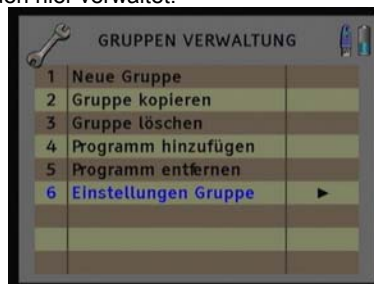 hier verwaltet.
GRUPPEN VERWALTUNG
1 Neue Gruppe
2 Gruppe kopieren
3 Gruppe löschen
4 Programm hinzufügen
5 Programm entfernen
6 Einstellungen Gruppe ►